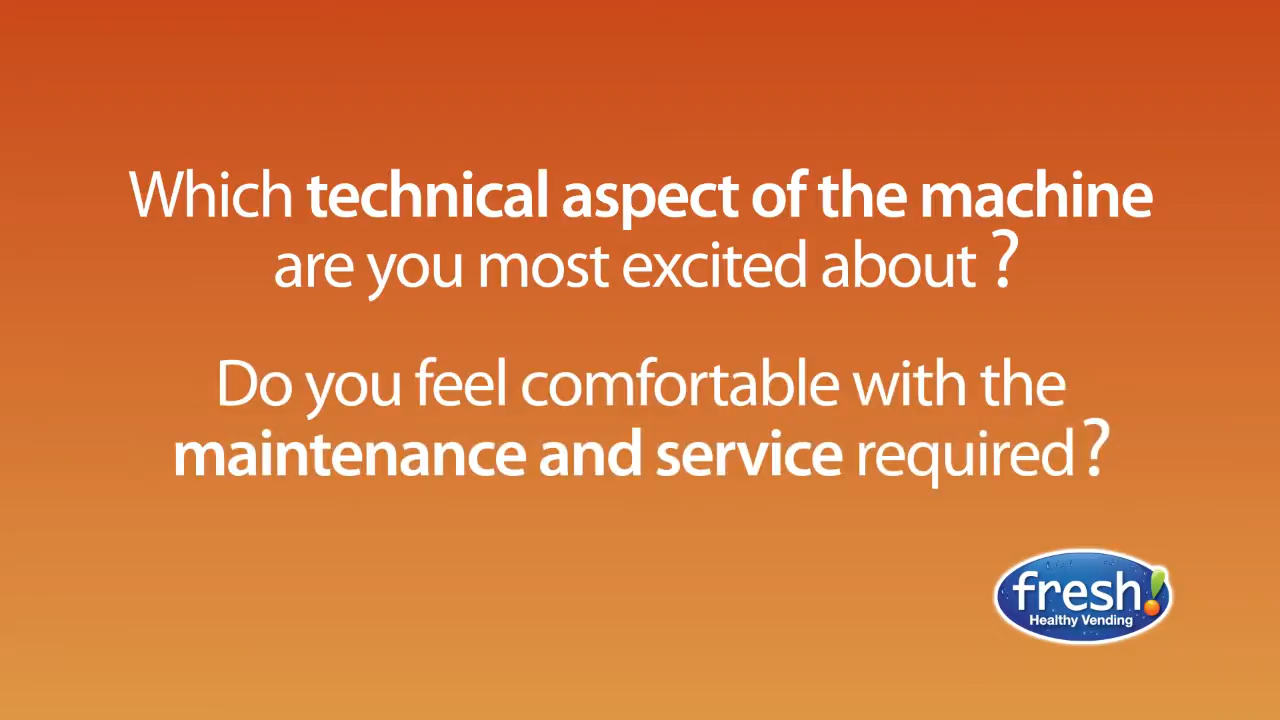 Which technical aspect of the machine
are you most excited about ?
Do you feel comfortable with the
maintenance and service required?
fresh!
Healthy Vending